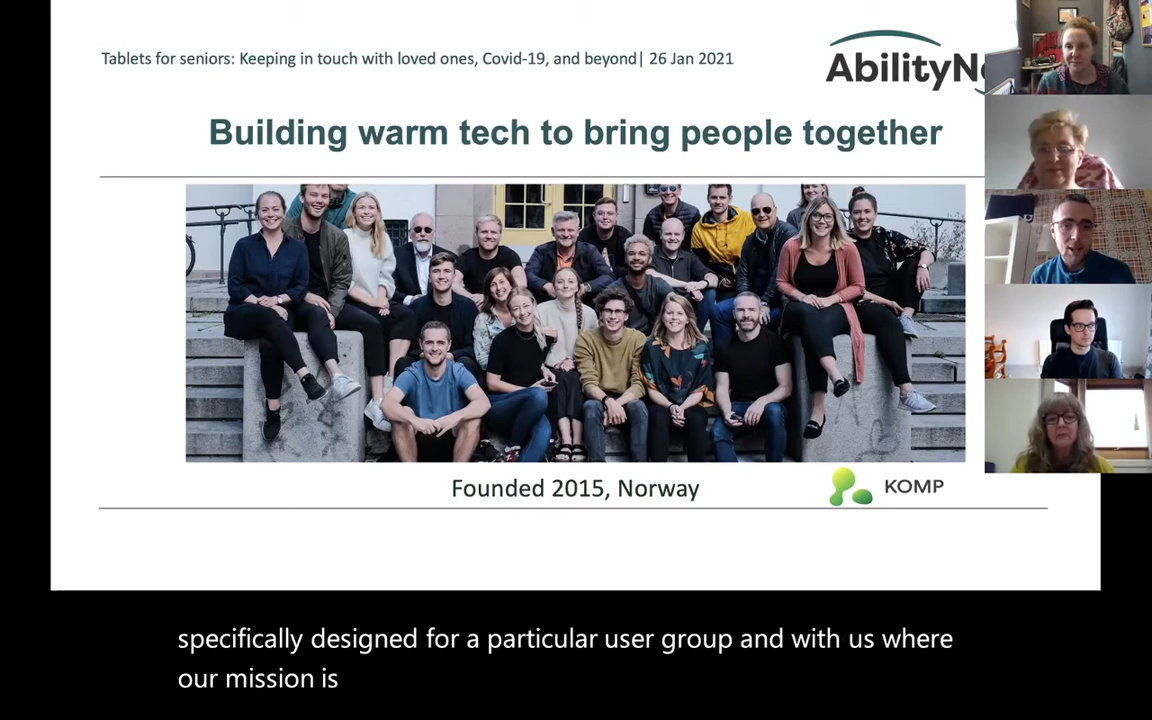 Tablets for seniors: Keeping in touch with loved ones, Covid-19, and beyond| 26 Jan 2021
Building warm tech to bring people together
Founded 2015, Norway
KOMP
specifically designed for a particular user group and with us where
our mission is